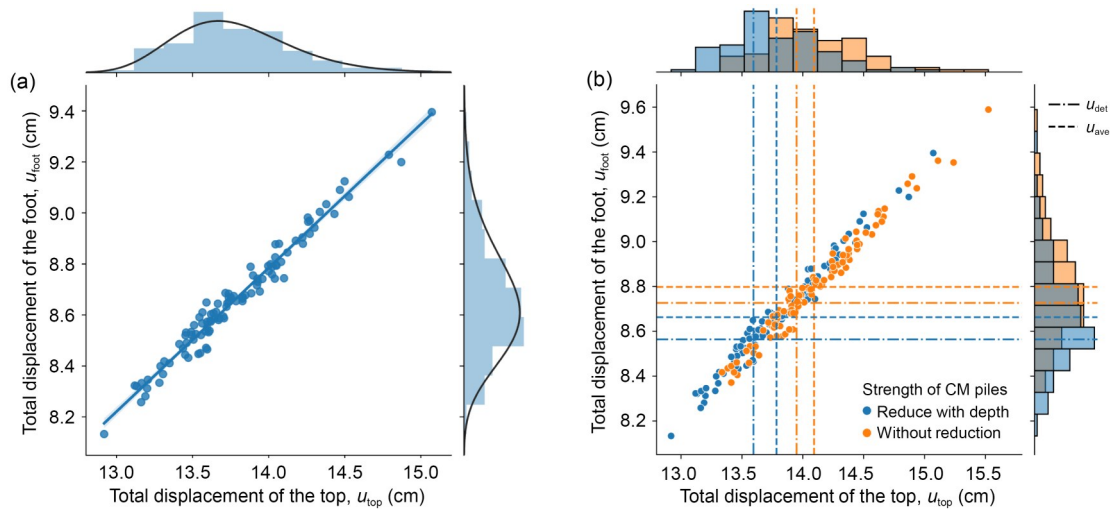 (a)
9.4
9.2
9.0
8.8
8.6
8.4
8.2
Total displacement of the foot, u_foot (cm)
13.0 13.5 14.0 14.5 15.0
Total displacement of the top, u_top (cm)
(b)
9.6
9.4
9.2
9.0
8.8
8.6
8.4
8.2
Total displacement of the foot, u_foot (cm)
u_det
u_ave
Strength of CM piles
Reduce with depth
Without reduction
13.0 13.5 14.0 14.5 15.0 15.5
Total displacement of the top, u_top (cm)